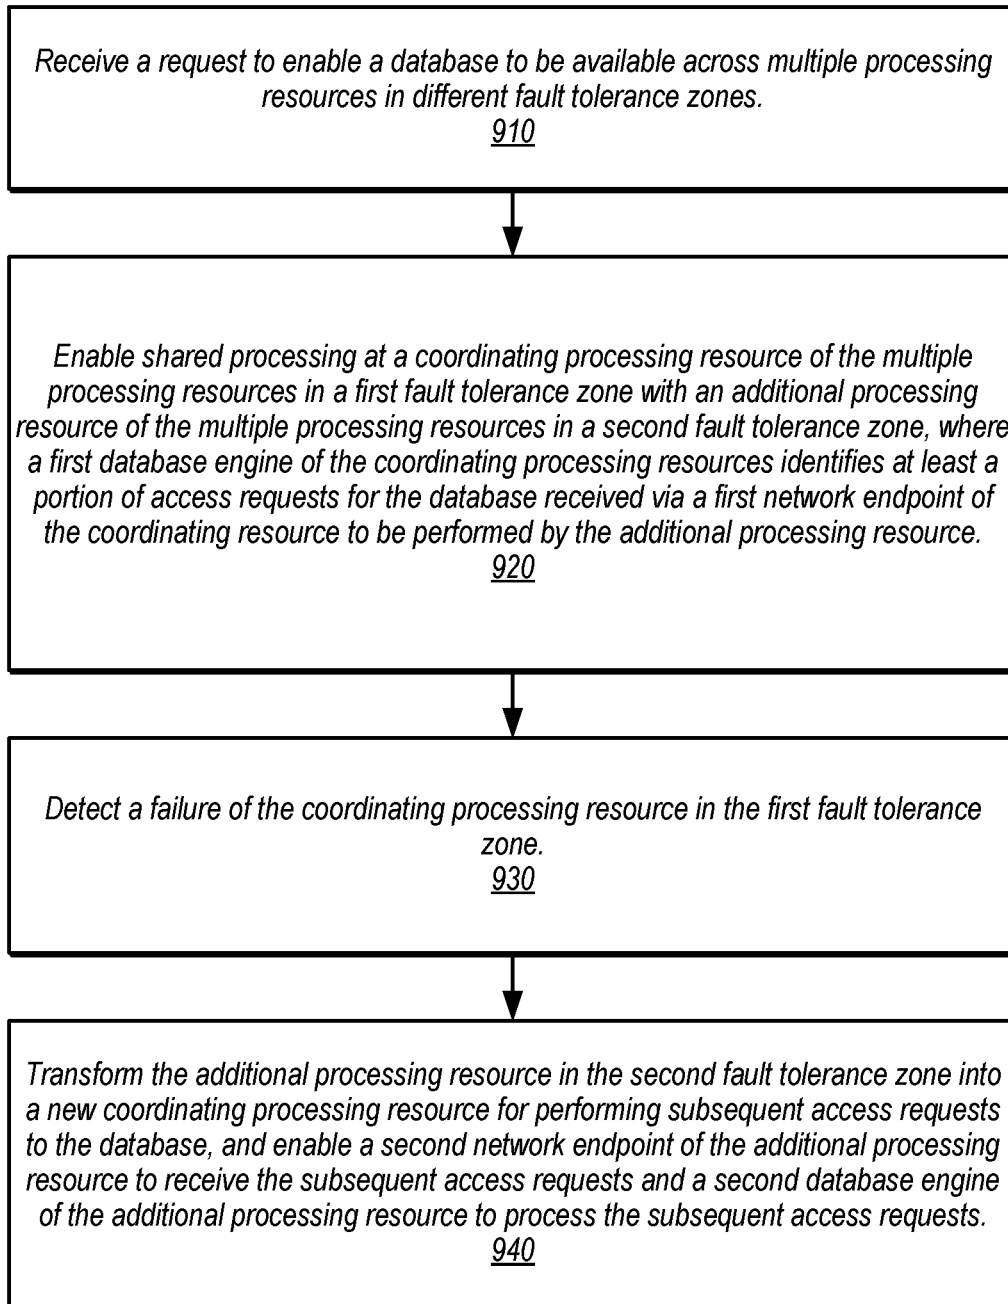 Receive a request to enable a database to be available across multiple processing
resources in different fault tolerance zones.
910
Enable shared processing at a coordinating processing resource of the multiple
processing resources in a first fault tolerance zone with an additional processing
resource of the multiple processing resources in a second fault tolerance zone, where
a first database engine of the coordinating processing resources identifies at least a
portion of access requests for the database received via a first network endpoint of
the coordinating resource to be performed by the additional processing resource.
920
Detect a failure of the coordinating processing resource in the first fault tolerance
zone.
930
Transform the additional processing resource in the second fault tolerance zone into
a new coordinating processing resource for performing subsequent access requests
to the database, and enable a second network endpoint of the additional processing
resource to receive the subsequent access requests and a second database engine
of the additional processing resource to process the subsequent access requests.
940